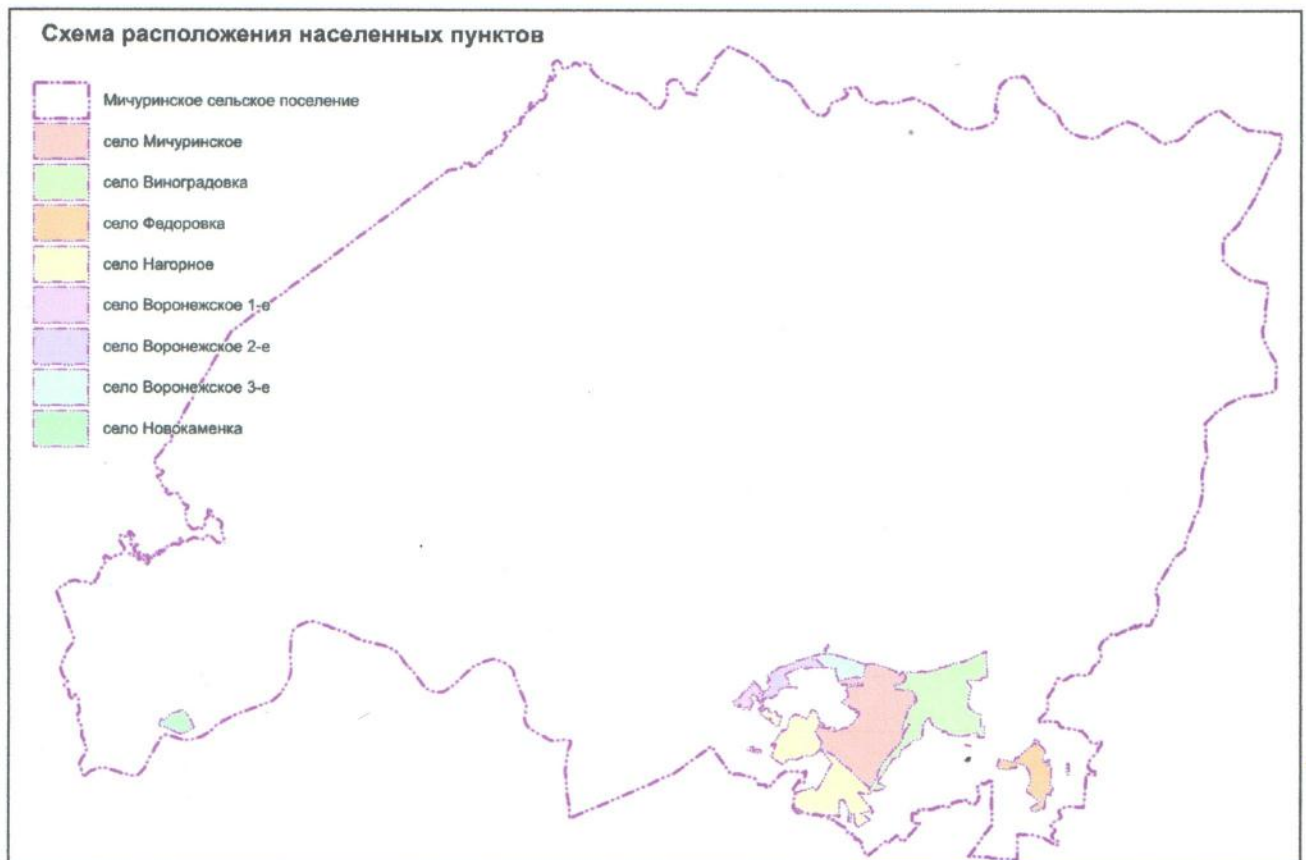 Схема расположения населенных пунктов
Мичуринское сельское поселение
село Мичуринское
село Виноградовка
село Федоровка
село Нагорное
село Воронежское 1-е
село Воронежское 2-е
село Воронежское 3-е
село Новокаменка